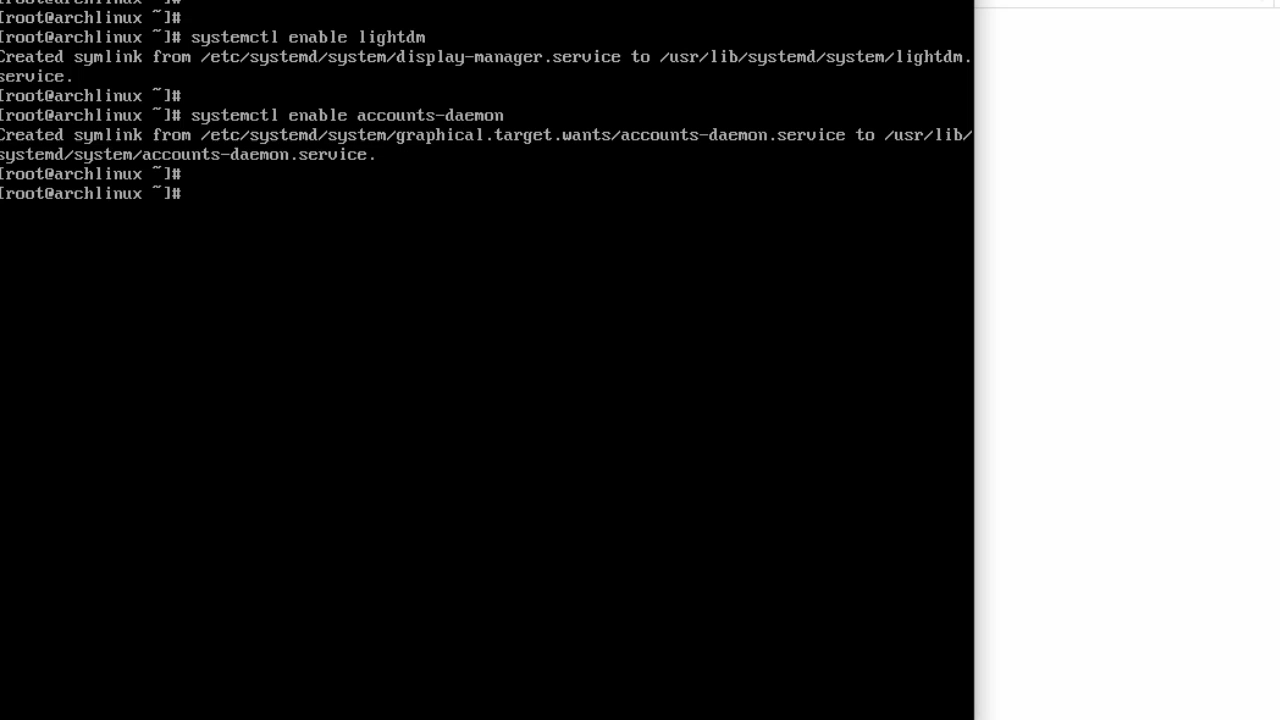 [root@archlinux ~]#
[root@archlinux ~]#
[root@archlinux ~]# systemctl enable lightdm
Created symlink from /etc/systemd/system/display-manager.service to /usr/lib/systemd/system/lightdm.
service.
[root@archlinux ~]#
[root@archlinux ~]# systemctl enable accounts-daemon
Created symlink from /etc/systemd/system/graphical.target.wants/accounts-daemon.service to /usr/lib/
systemd/system/accounts-daemon.service.
[root@archlinux ~]#
[root@archlinux ~]#